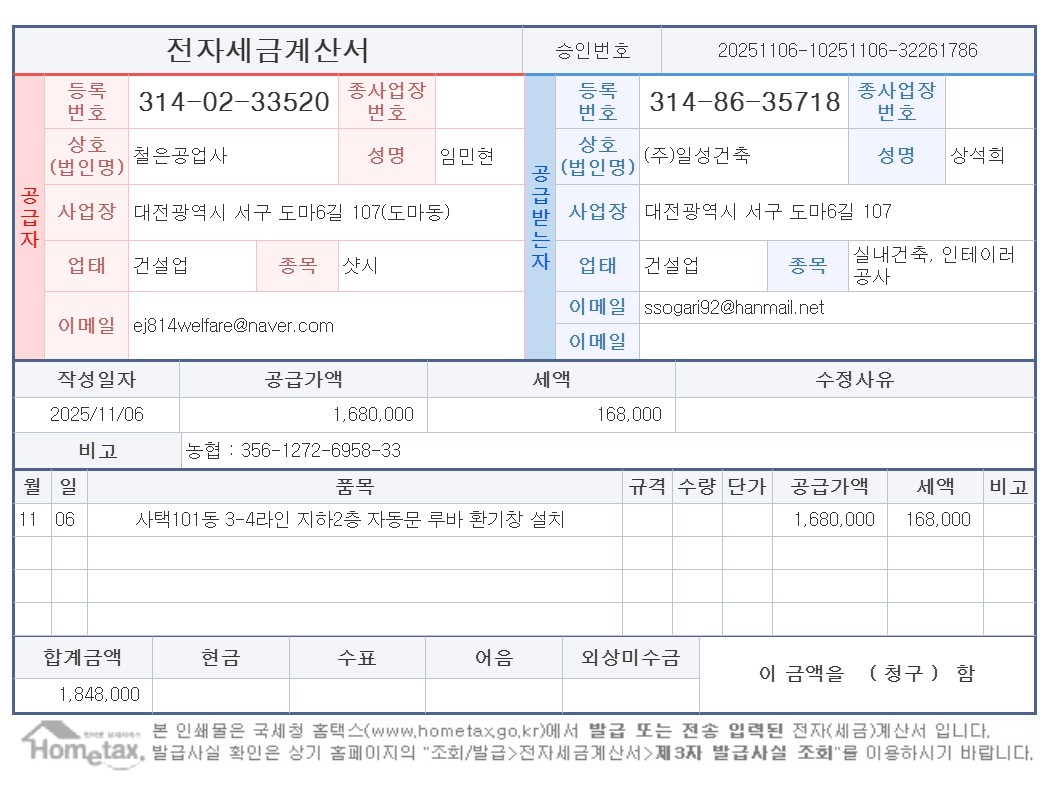 전자세금계산서 승인번호 20251106-10251106-32261786
공급자
등록번호 314-02-33520 종사업장번호
상호(법인명) 철은공업사 성명 임민현
사업장 대전광역시 서구 도마6길 107(도마동)
업태 건설업 종목 샷시
이메일 ej814welfare@naver.com
공급받는자
등록번호 314-86-35718 종사업장번호
상호(법인명) (주)일성건축 성명 상석희
사업장 대전광역시 서구 도마6길 107
업태 건설업 종목 실내건축, 인테이러공사
이메일 ssogari92@hanmail.net
이메일
작성일자 공급가액 세액 수정사유
2025/11/06 1,680,000 168,000
비고 농협 : 356-1272-6958-33
월 일 품목 규격 수량 단가 공급가액 세액 비고
11 06 사택101동 3-4라인 지하2층 자동문 루바 환기창 설치 1,680,000 168,000
합계금액 현금 수표 어음 외상미수금 이 금액을 ( 청구 ) 함
1,848,000
Hometax. 본 인쇄물은 국세청 홈택스(www.hometax.go.kr)에서 발급 또는 전송 입력된 전자(세금)계산서 입니다.
발급사실 확인은 상기 홈페이지의 "조회/발급>전자세금계산서>제3자 발급사실 조회"를 이용하시기 바랍니다.